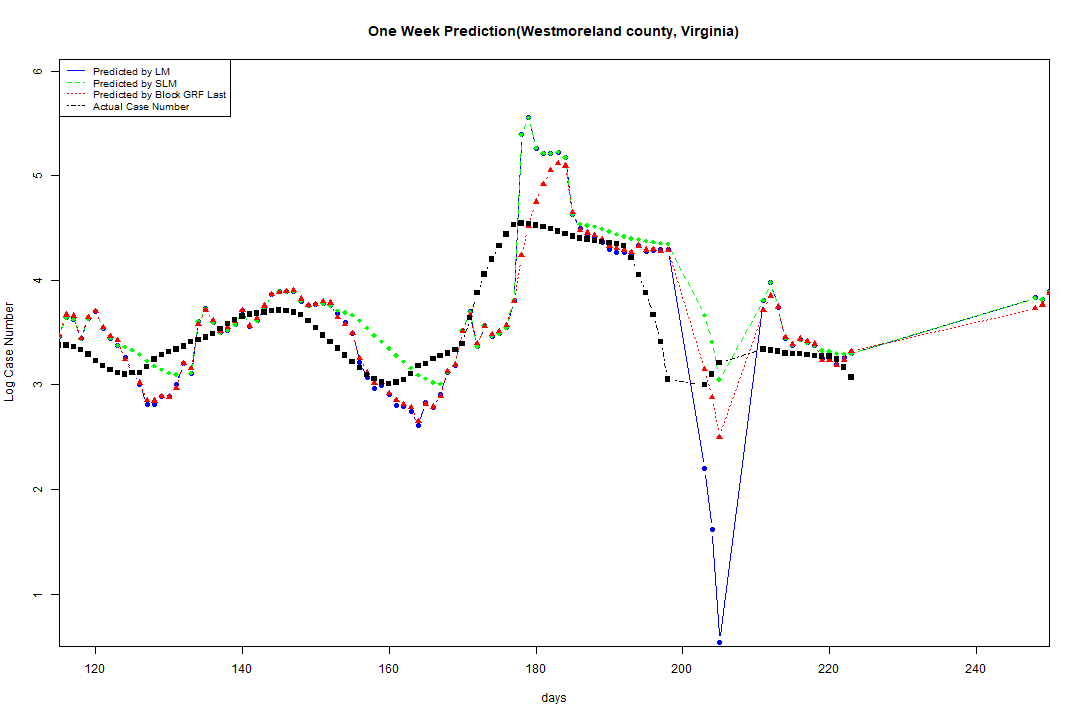 One Week Prediction(Westmoreland county, Virginia)
Predicted by LM
Predicted by SLM
Predicted by Block GRF Last
Actual Case Number
6
5
4
3
2
1
Log Case Number
120 140 160 180 200 220 240
days